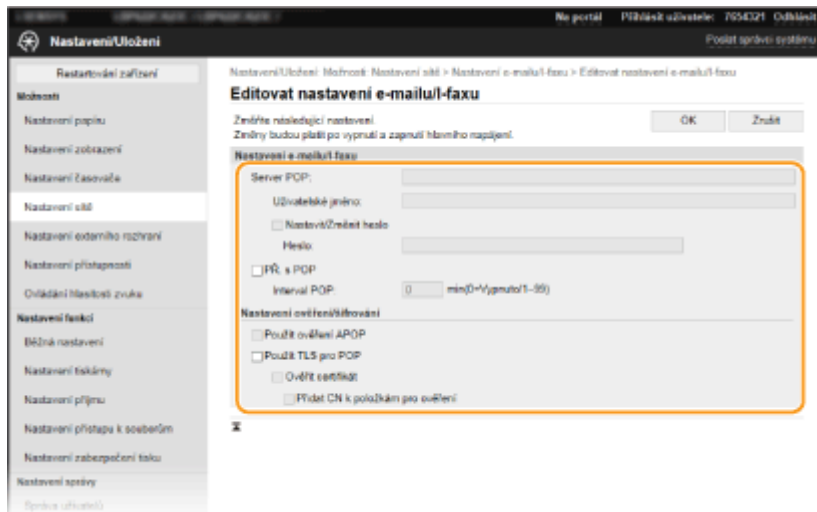 Na portál Přihlásit uživatele: 7654321 Odhlásit
Nastavení/Uložení
Poslat správci systému
Restartování zařízení
Nastavení/Uložení: Možnosti: Nastavení sítě > Nastavení e-mailu/I-faxu > Editovat nastavení e-mailu/I-faxu
Možnosti
Editovat nastavení e-mailu/I-faxu
Nastavení papíru
Změňte následující nastavení.
OK
Zrušit
Změny budou platit po vypnutí a zapnutí hlavního napájení.
Nastavení zobrazení
Nastavení e-mailu/I-faxu
Nastavení časovače
Server POP:
Nastavení sítě
Uživatelské jméno:
Nastavit/Změnit heslo
Nastavení externího rozhraní
Heslo:
Nastavení přístupnosti
PŘ. s POP
Interval POP:
0 min(0=Vypnuto/1-99)
Ovládání hlasitosti zvuku
Nastavení funkcí
Nastavení ověření/šifrování
Běžná nastavení
Použít ověření APOP
Použít TLS pro POP
Nastavení tiskárny
Ověřit certifikát
Nastavení příjmu
Přidat CN k položkám pro ověření
Nastavení přístupu k souborům
Nastavení zabezpečení tisku
Nastavení správy
Správa uživatelů